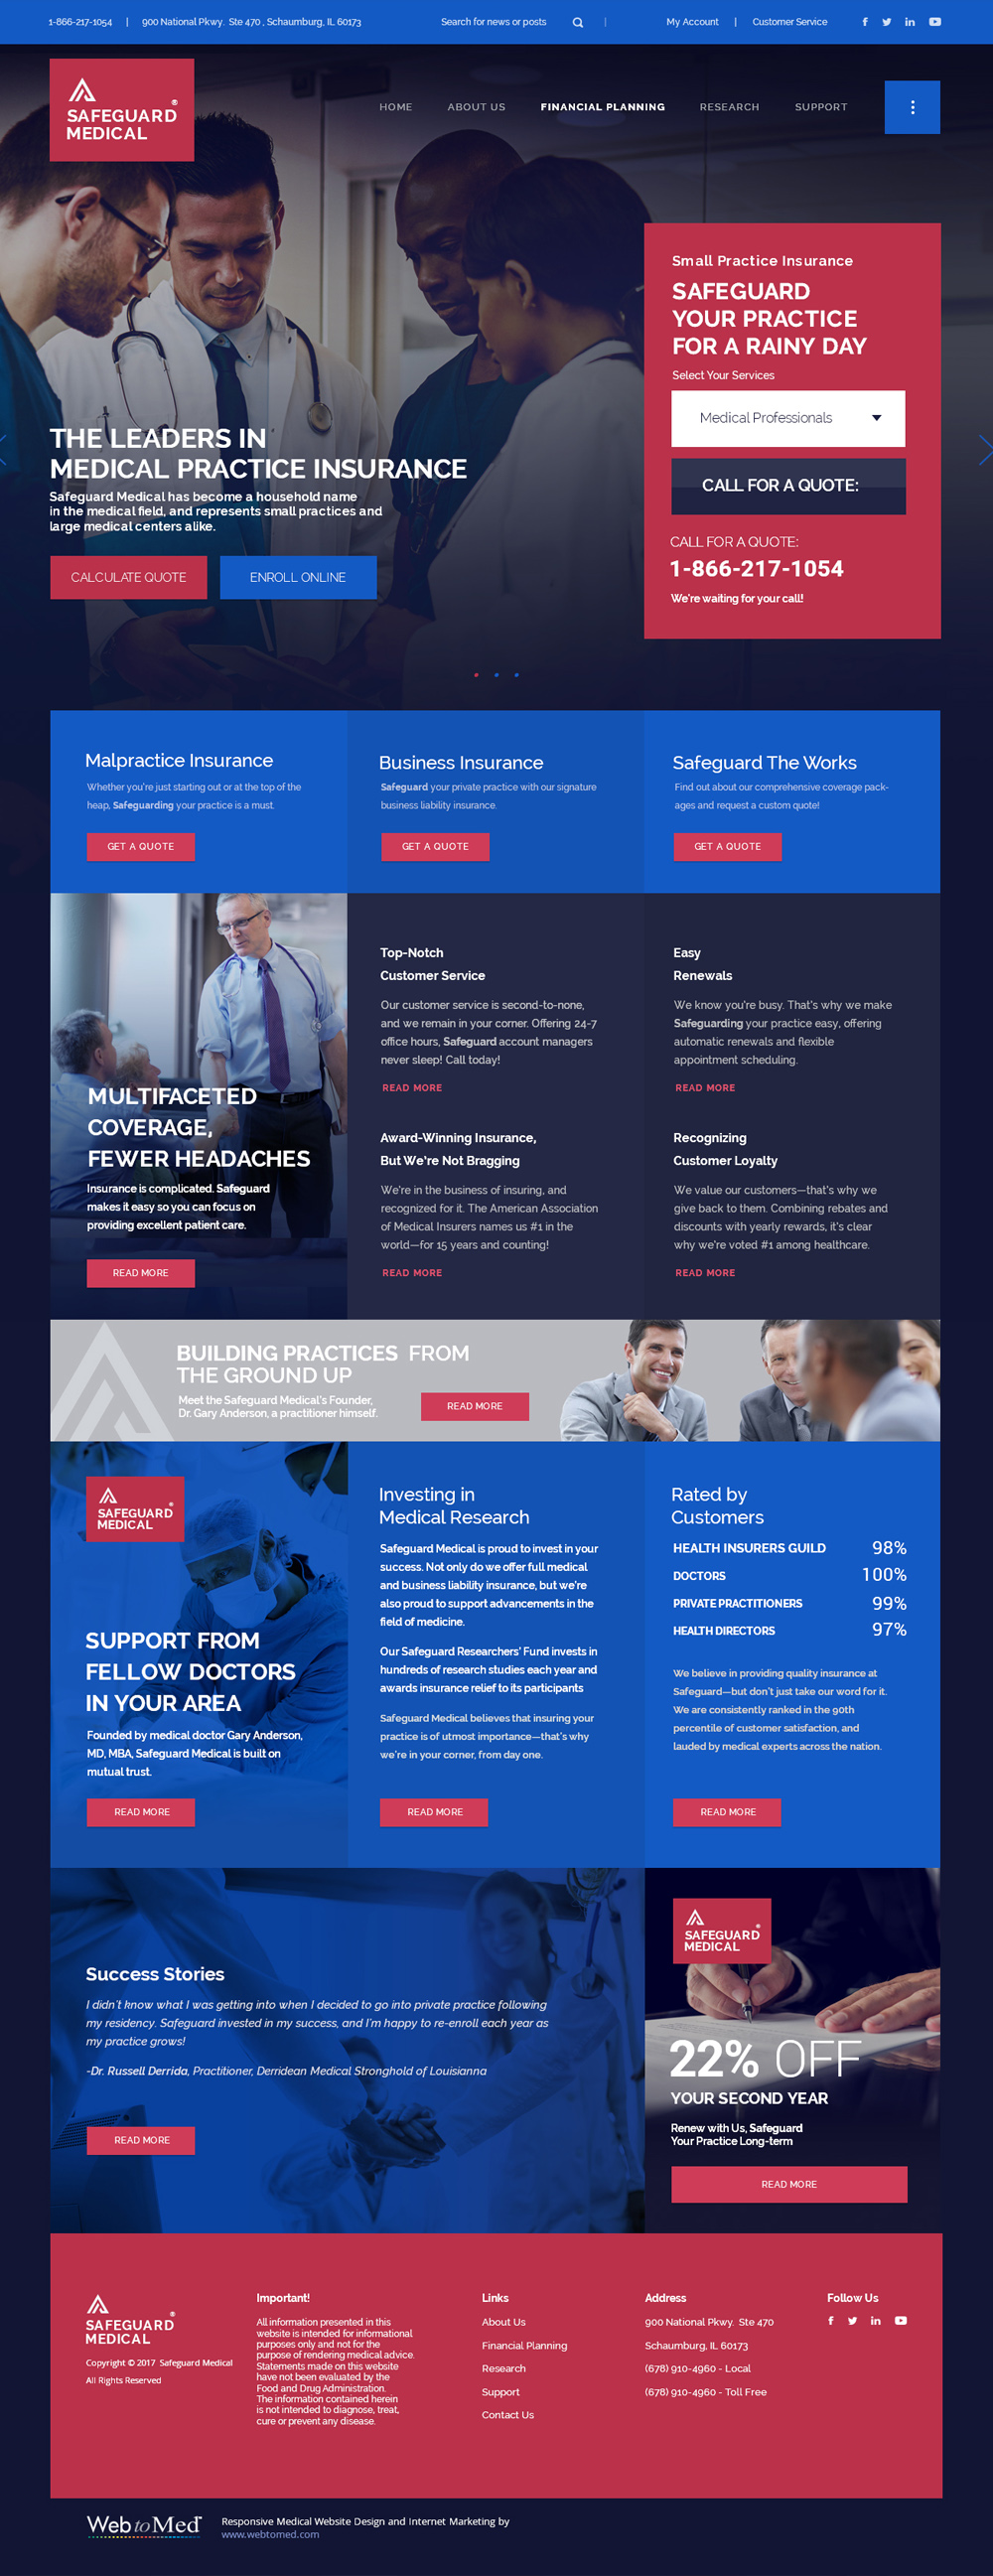 1-866-217-1054 | 900 National Pkwy. Ste 470 , Schaumburg, IL 60173
Search for news or posts |
My Account | Customer Service
SAFEGUARD®
MEDICAL
HOME ABOUT US FINANCIAL PLANNING RESEARCH SUPPORT
THE LEADERS IN
MEDICAL PRACTICE INSURANCE
Safeguard Medical has become a household name
in the medical field, and represents small practices and
large medical centers alike.
CALCULATE QUOTE
ENROLL ONLINE
Small Practice Insurance
SAFEGUARD
YOUR PRACTICE
FOR A RAINY DAY
Select Your Services
Medical Professionals
CALL FOR A QUOTE:
CALL FOR A QUOTE:
1-866-217-1054
We're waiting for your call!
Malpractice Insurance
Whether you're just starting out or at the top of the
heap, Safeguarding your practice is a must.
GET A QUOTE
Business Insurance
Safeguard your private practice with our signature
business liability insurance.
GET A QUOTE
Safeguard The Works
Find out about our comprehensive coverage pack-
ages and request a custom quote!
GET A QUOTE
MULTIFACETED
COVERAGE,
FEWER HEADACHES
Insurance is complicated. Safeguard
makes it easy so you can focus on
providing excellent patient care.
READ MORE
Top-Notch
Customer Service
Our customer service is second-to-none,
and we remain in your corner. Offering 24-7
office hours, Safeguard account managers
never sleep! Call today!
READ MORE
Easy
Renewals
We know you're busy. That's why we make
Safeguarding your practice easy, offering
automatic renewals and flexible
appointment scheduling.
READ MORE
Award-Winning Insurance,
But We're Not Bragging
We're in the business of insuring, and
recognized for it. The American Association
of Medical Insurers names us #1 in the
world—for 15 years and counting!
READ MORE
Recognizing
Customer Loyalty
We value our customers—that's why we
give back to them. Combining rebates and
discounts with yearly rewards, it's clear
why we're voted #1 among healthcare.
READ MORE
BUILDING PRACTICES FROM
THE GROUND UP
Meet the Safeguard Medical's Founder,
Dr. Gary Anderson, a practitioner himself.
READ MORE
SAFEGUARD®
MEDICAL
SUPPORT FROM
FELLOW DOCTORS
IN YOUR AREA
Founded by medical doctor Gary Anderson,
MD, MBA, Safeguard Medical is built on
mutual trust.
READ MORE
Investing in
Medical Research
Safeguard Medical is proud to invest in your
success. Not only do we offer full medical
and business liability insurance, but we're
also proud to support advancements in the
field of medicine.
Our Safeguard Researchers' Fund invests in
hundreds of research studies each year and
awards insurance relief to its participants
Safeguard Medical believes that insuring your
practice is of utmost importance—that's why
we're in your corner, from day one.
READ MORE
Rated by
Customers
HEALTH INSURERS GUILD 98%
DOCTORS 100%
PRIVATE PRACTITIONERS 99%
HEALTH DIRECTORS 97%
We believe in providing quality insurance at
Safeguard—but don't just take our word for it.
We are consistently ranked in the 90th
percentile of customer satisfaction, and
lauded by medical experts across the nation.
READ MORE
Success Stories
I didn't know what I was getting into when I decided to go into private practice following
my residency. Safeguard invested in my success, and I'm happy to re-enroll each year as
my practice grows!
-Dr. Russell Derrida, Practitioner, Derridean Medical Stronghold of Louisianna
READ MORE
SAFEGUARD®
MEDICAL
22% OFF
YOUR SECOND YEAR
Renew with Us, Safeguard
Your Practice Long-term
READ MORE
SAFEGUARD®
MEDICAL
Copyright © 2017 Safeguard Medical
All Rights Reserved
Important!
All information presented in this
website is intended for informational
purposes only and not for the
purpose of rendering medical advice.
Statements made on this website
have not been evaluated by the
Food and Drug Administration.
The information contained herein
is not intended to diagnose, treat,
cure or prevent any disease.
Links
About Us
Financial Planning
Research
Support
Contact Us
Address
900 National Pkwy. Ste 470
Schaumburg, IL 60173
(678) 910-4960 - Local
(678) 910-4960 - Toll Free
Follow Us
Web to Med
Responsive Medical Website Design and Internet Marketing by
www.webtomed.com